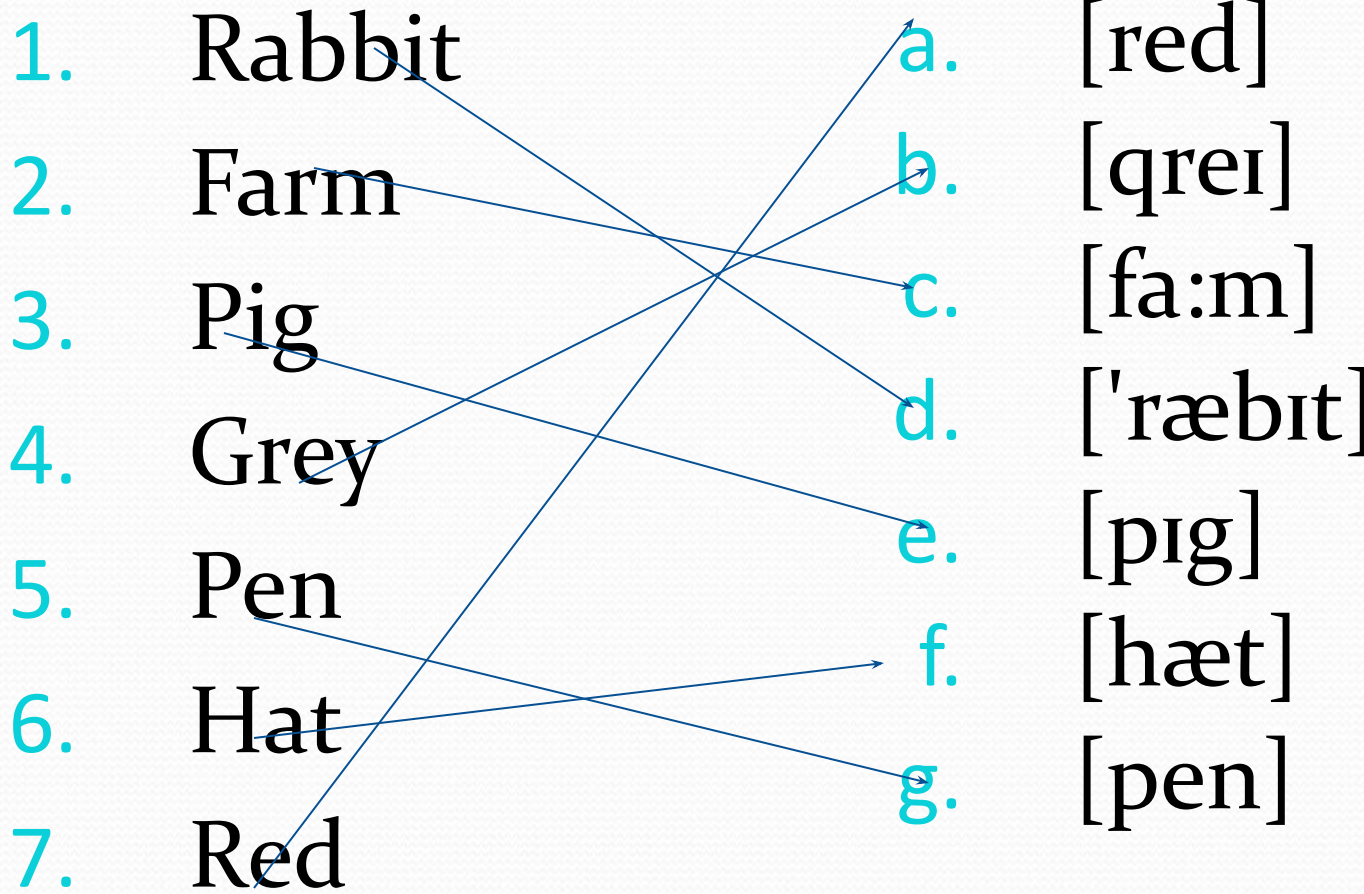 1. Rabbit
2. Farm
3. Pig
4. Grey
5. Pen
6. Hat
7. Red
a. [red]
b. [qreɪ]
c. [fa:m]
d. ['ræbɪt]
e. [pɪg]
f. [hæt]
g. [pen]